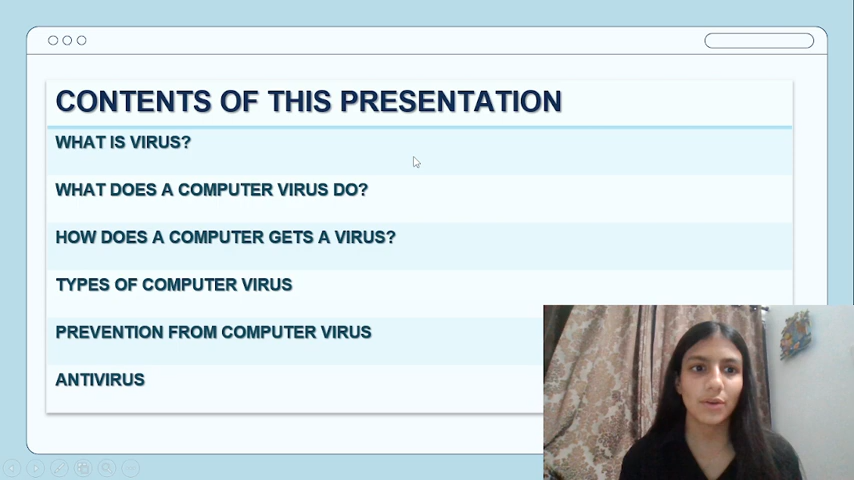 CONTENTS OF THIS PRESENTATION
WHAT IS VIRUS?
WHAT DOES A COMPUTER VIRUS DO?
HOW DOES A COMPUTER GETS A VIRUS?
TYPES OF COMPUTER VIRUS
PREVENTION FROM COMPUTER VIRUS
ANTIVIRUS